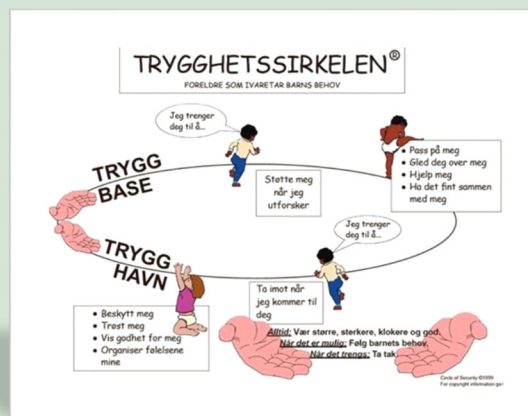 TRYGGHETSSIRKELEN®
FORELDRE SOM IVARETAR BARNS BEHOV
Jeg trenger
deg til å...
TRYGG
BASE
Støtte meg
når jeg
utforsker
• Pass på meg
• Gled deg over meg
• Hjelp meg
• Ha det fint sammen
med meg
TRYGG
HAVN
Jeg trenger
deg til å...
Ta imot når
jeg kommer til
deg
• Beskytt meg
• Trøst meg
• Vis godhet for meg
• Organiser følelsene
mine
Alltid: Vær større, sterkere, klokere og god.
Når det er mulig: Følg barnets behov.
Når det trengs: Ta tak.
Circle of Security ©1999
For copyright information go!